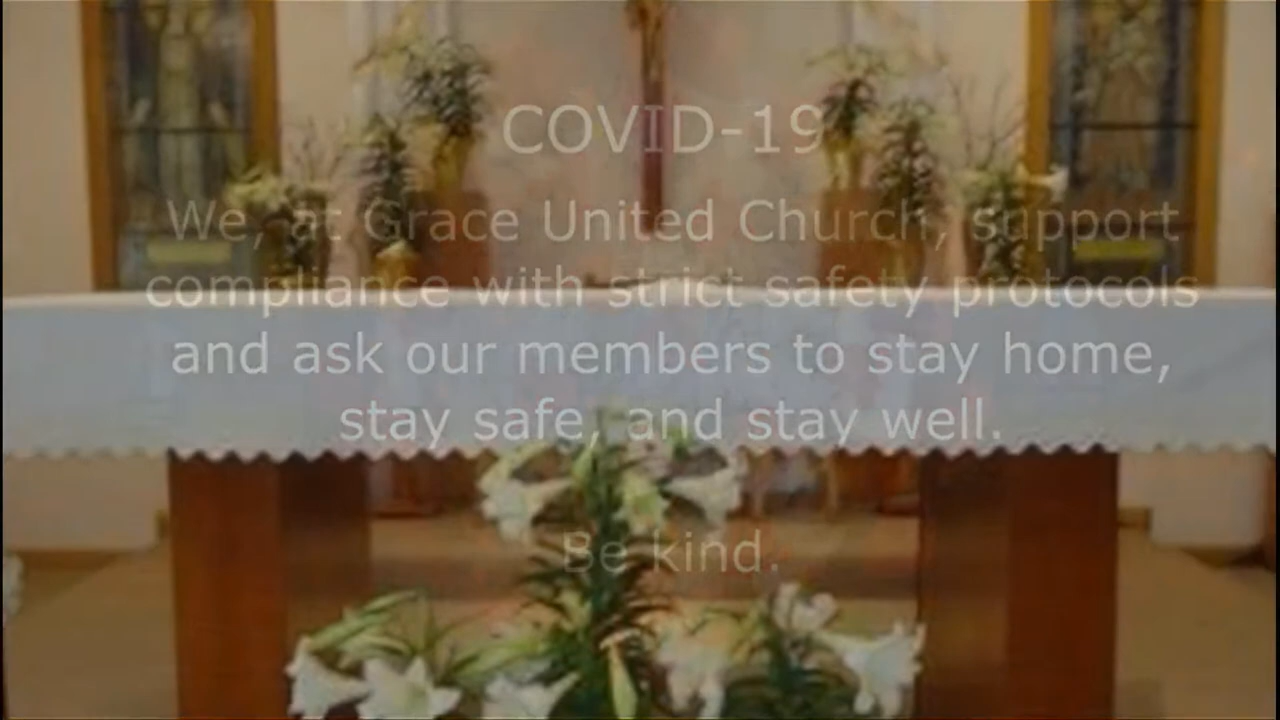 COVID-19
We, at Grace United Church, support
compliance with strict safety protocols
and ask our members to stay home,
stay safe, and stay well.
Be kind.